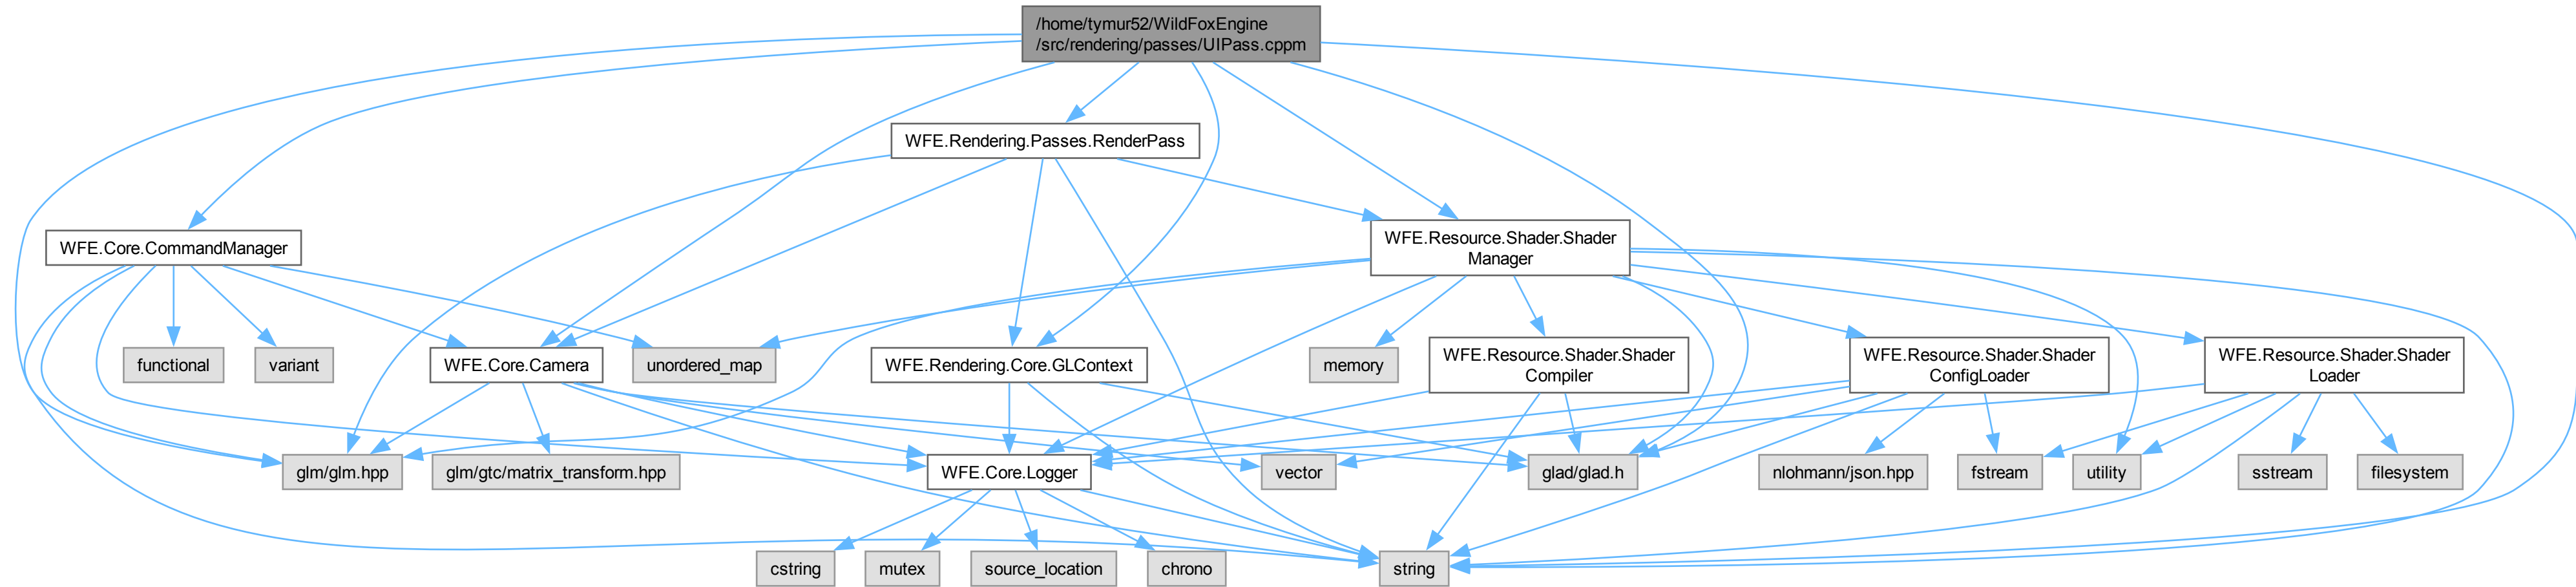 /home/tymur52/WildFoxEngine
/src/rendering/passes/UIPass.cppm
WFE.Rendering.Passes.RenderPass
WFE.Core.CommandManager
WFE.Resource.Shader.Shader
Manager
functional
variant
WFE.Core.Camera
unordered_map
WFE.Rendering.Core.GLContext
memory
WFE.Resource.Shader.Shader
Compiler
WFE.Resource.Shader.Shader
ConfigLoader
WFE.Resource.Shader.Shader
Loader
glm/glm.hpp
glm/gtc/matrix_transform.hpp
WFE.Core.Logger
vector
glad/glad.h
nlohmann/json.hpp
fstream
utility
sstream
filesystem
cstring
mutex
source_location
chrono
string